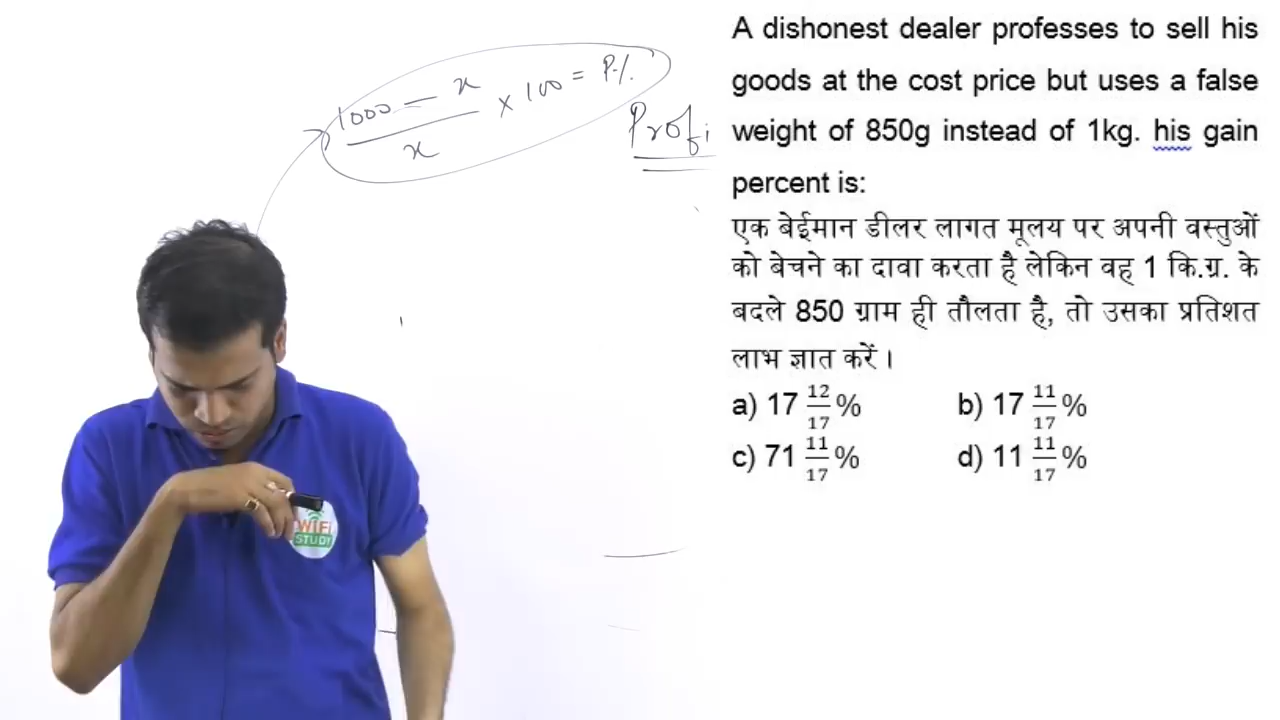 1000 - x
x
× 100 = P%
Profi
A dishonest dealer professes to sell his
goods at the cost price but uses a false
weight of 850g instead of 1kg. his gain
percent is:
एक बेईमान डीलर लागत मूलय पर अपनी वस्तुओं
को बेचने का दावा करता है लेकिन वह 1 कि.ग्र. के
बदले 850 ग्राम ही तौलता है, तो उसका प्रतिशत
लाभ ज्ञात करें।
a) 17 12/17 % b) 17 11/17 %
c) 71 11/17 % d) 11 11/17 %
WiFi
STUDY